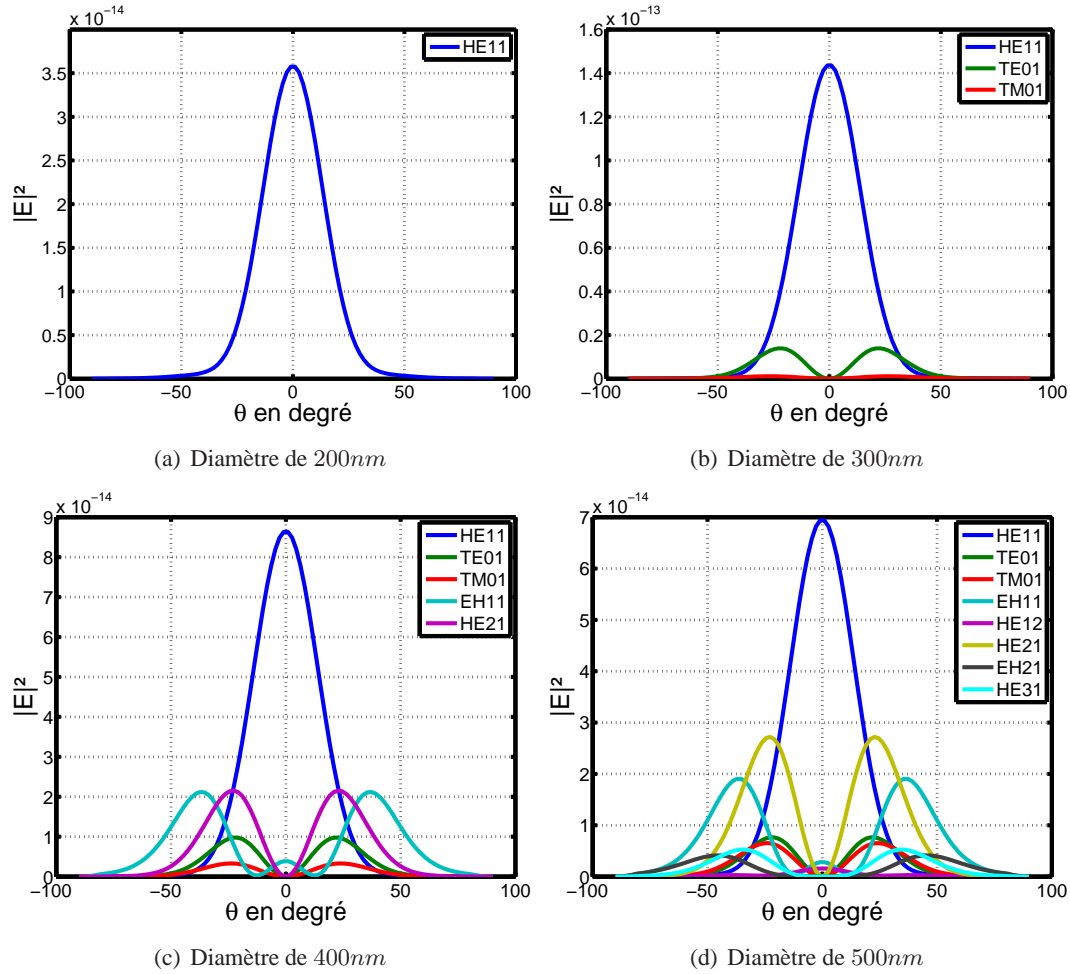 x 10⁻¹⁴
HE11
3.5
3
2.5
2
1.5
1
0.5
0
−100
−50
0
50
100
|E|²
θ en degré
(a) Diamètre de 200nm
x 10⁻¹³
HE11
TE01
TM01
1.6
1.4
1.2
1
0.8
0.6
0.4
0.2
0
−100
−50
0
50
100
|E|²
θ en degré
(b) Diamètre de 300nm
x 10⁻¹⁴
HE11
TE01
TM01
EH11
HE21
9
8
7
6
5
4
3
2
1
0
−100
−50
0
50
100
|E|²
θ en degré
(c) Diamètre de 400nm
x 10⁻¹⁴
HE11
TE01
TM01
EH11
HE12
HE21
EH21
HE31
7
6
5
4
3
2
1
0
−100
−50
0
50
100
|E|²
θ en degré
(d) Diamètre de 500nm